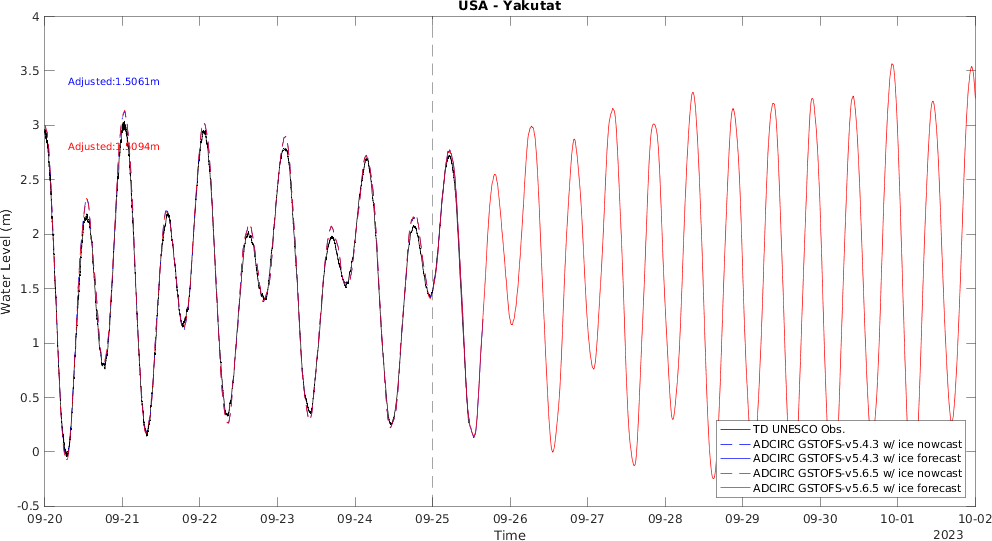 USA - Yakutat
4
3.5
3
2.5
2
1.5
1
0.5
0
-0.5
Water Level (m)
Adjusted:1.5061m
Adjusted:1.5094m
TD UNESCO Obs.
ADCIRC GSTOFS-v5.4.3 w/ ice nowcast
ADCIRC GSTOFS-v5.4.3 w/ ice forecast
ADCIRC GSTOFS-v5.6.5 w/ ice nowcast
ADCIRC GSTOFS-v5.6.5 w/ ice forecast
09-20 09-21 09-22 09-23 09-24 09-25 09-26 09-27 09-28 09-29 09-30 10-01 10-02
Time
2023